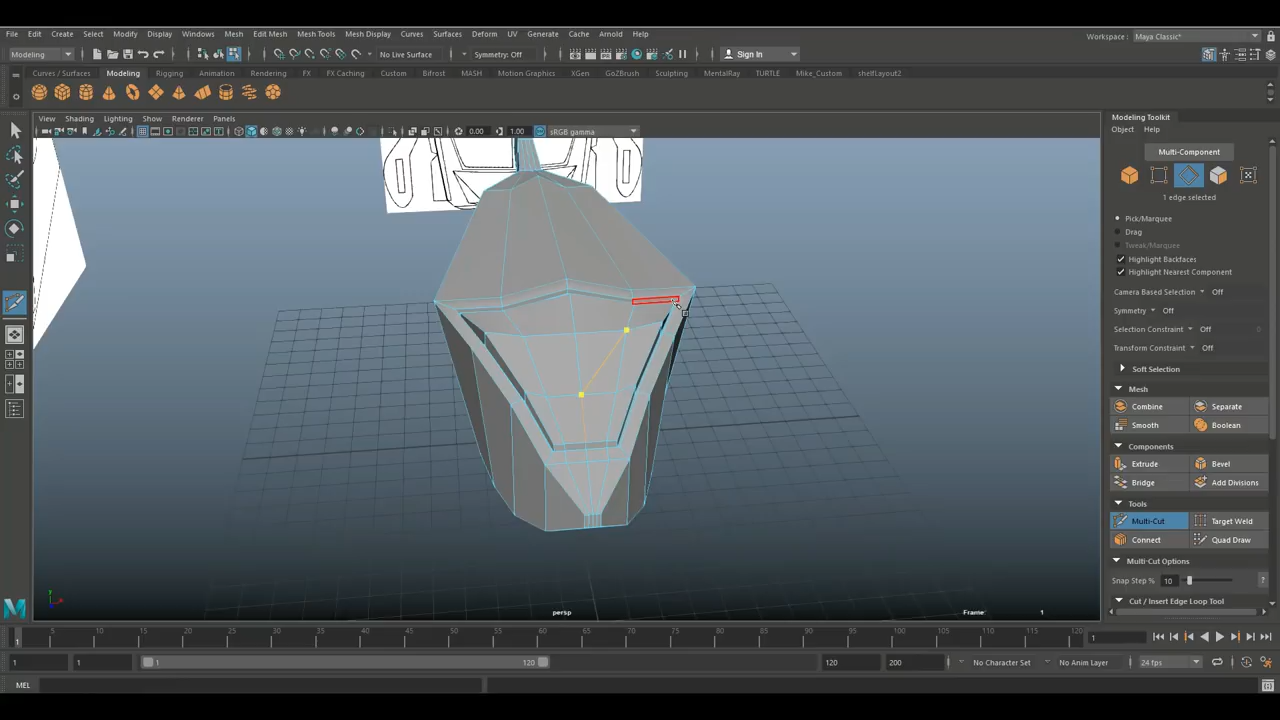 File Edit Create Select Modify Display Windows Mesh Edit Mesh Mesh Tools Mesh Display Curves Surfaces Deform UV Generate Cache Arnold Help
Workspace : Maya Classic*
Modeling No Live Surface Symmetry: Off Sign In
Curves / Surfaces Modeling Rigging Animation Rendering FX FX Caching Custom Bifrost MASH Motion Graphics XGen GoZBrush MentalRay TURTLE Mike_Custom shelfLayout2
View Shading Lighting Show Renderer Panels
0.00 1.00 sRGB gamma
Modeling Toolkit
Object Help
Multi-Component
1 edge selected
Pick/Marquee
Drag
Tweak/Marquee
Highlight Backfaces
Highlight Nearest Component
Camera Based Selection Off
Symmetry Off
Selection Constraint Off
Transform Constraint Off
Soft Selection
Mesh
Combine Separate
Smooth Boolean
Components
Extrude Bevel
Bridge Add Divisions
Tools
Multi-Cut Target Weld
Connect Quad Draw
Multi-Cut Options
Snap Step % 10 ?
Cut / Insert Edge Loop Tool
persp
Frame: 1
1 5 10 15 20 25 30 35 40 45 50 55 60 65 70 75 80 85 90 95 100 105 110 115 120 1
1 1 1 120 120 200 No Character Set No Anim Layer 24 fps
MEL